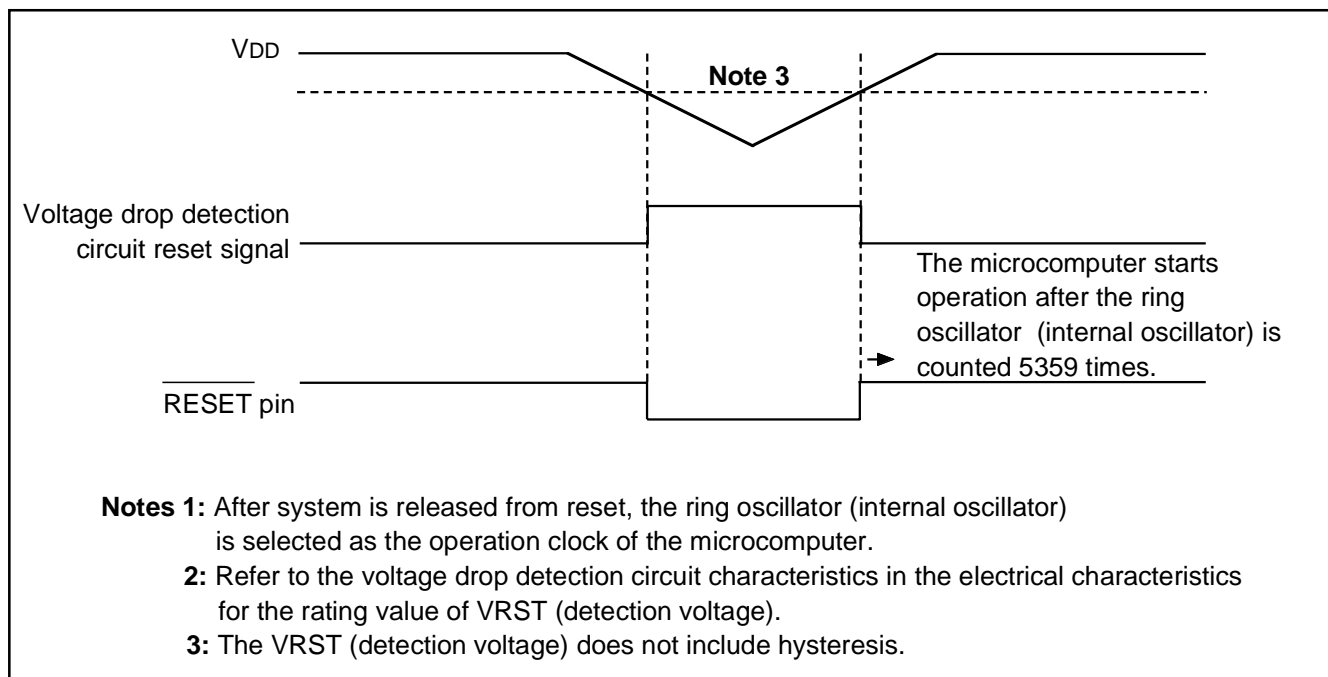 VDD
Note 3
Voltage drop detection
circuit reset signal
The microcomputer starts
operation after the ring
oscillator (internal oscillator) is
counted 5359 times.
RESET pin
Notes 1: After system is released from reset, the ring oscillator (internal oscillator)
is selected as the operation clock of the microcomputer.
2: Refer to the voltage drop detection circuit characteristics in the electrical characteristics
for the rating value of VRST (detection voltage).
3: The VRST (detection voltage) does not include hysteresis.